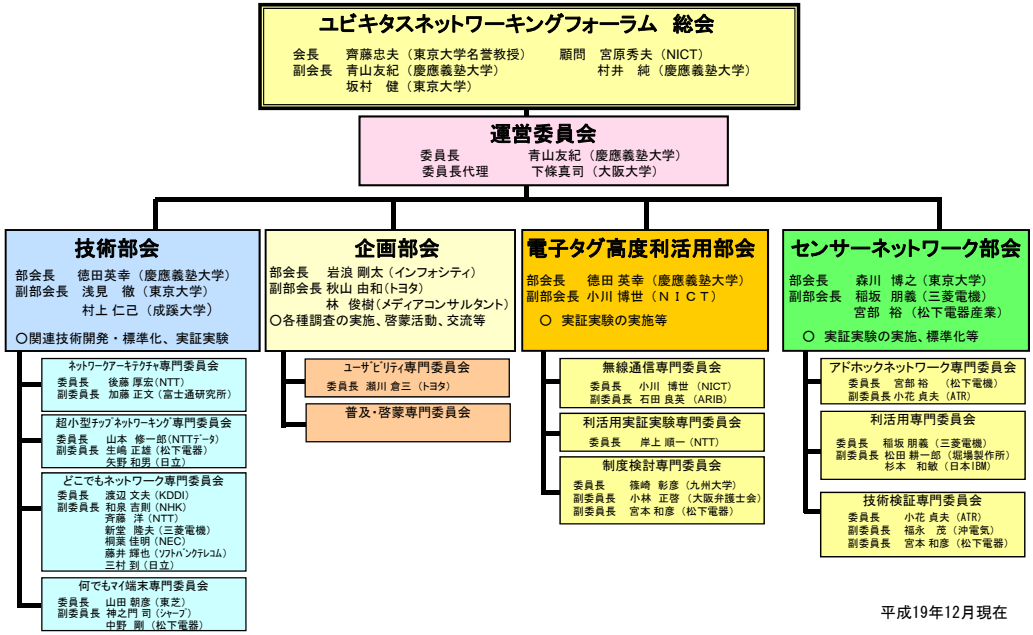 ユビキタスネットワーキングフォーラム 総会
会長 齊藤忠夫（東京大学名誉教授） 顧問 宮原秀夫（NICT）
副会長 青山友紀（慶應義塾大学） 村井 純（慶應義塾大学）
坂村 健（東京大学）
運営委員会
委員長 青山友紀（慶應義塾大学）
委員長代理 下條真司（大阪大学）
技術部会
部会長 徳田英幸（慶應義塾大学）
副部会長 浅見 徹（東京大学）
村上 仁己（成蹊大学）
〇関連技術開発・標準化、実証実験
ﾈｯﾄﾜｰｸｱｰｷﾃｸﾁｬ専門委員会
委員長 後藤 厚宏(NTT)
副委員長 加藤 正文（富士通研究所）
超小型ﾁｯﾌﾟﾈｯﾄﾜｰｷﾝｸﾞ専門委員会
委員長 山本 修一郎(NTTﾃﾞｰﾀ)
副委員長 生嶋 正雄（松下電器）
矢野 和男（日立）
どこでもネットワーク専門委員会
委員長 渡辺 文夫（KDDI）
副委員長 和泉 吉則（NHK）
斉藤 洋（NTT）
新堂 隆夫（三菱電機）
桐葉 佳明（NEC）
藤井 輝也（ｿﾌﾄﾊﾞﾝｸﾃﾚｺﾑ）
三村 到（日立）
何でもマイ端末専門委員会
委員長 山田 朝彦（東芝）
副委員長 神之門 司（ｼｬｰﾌﾟ）
中野 剛（松下電器）
企画部会
部会長 岩浪 剛太（インフォシティ）
副部会長 秋山 由和（トヨタ）
林 俊樹（メディアコンサルタント）
〇各種調査の実施、啓蒙活動、交流等
ﾕｰｻﾞﾋﾞﾘﾃｨ専門委員会
委員長 瀬川 倉三（トヨタ）
普及・啓蒙専門委員会
電子タグ高度利活用部会
部会長 徳田 英幸（慶應義塾大学）
副部会長 小川 博世（ＮＩＣＴ）
〇 実証実験の実施等
無線通信専門委員会
委員長 小川 博世（NICT）
副委員長 石田 良英（ARIB）
利活用実証実験専門委員会
委員長 岸上 順一（NTT）
制度検討専門委員会
委員長 篠崎 彰彦（九州大学）
副委員長 小林 正啓（大阪弁護士会）
副委員長 宮本 和彦（松下電器）
センサーネットワーク部会
部会長 森川 博之（東京大学）
副部会長 稲坂 朋義（三菱電機）
宮部 裕（松下電器産業）
〇 実証実験の実施、標準化等
アドホックネットワーク専門委員会
委員長 宮部 裕 （松下電機）
副委員長 小花 貞夫（ATR）
利活用専門委員会
委員長 稲坂 朋義（三菱電機）
副委員長 松田 耕一郎（堀場製作所）
杉本 和敏（日本IBM）
技術検証専門委員会
委員長 小花 貞夫（ATR）
副委員長 福永 茂（沖電気）
副委員長 宮本 和彦（松下電器）
平成19年12月現在